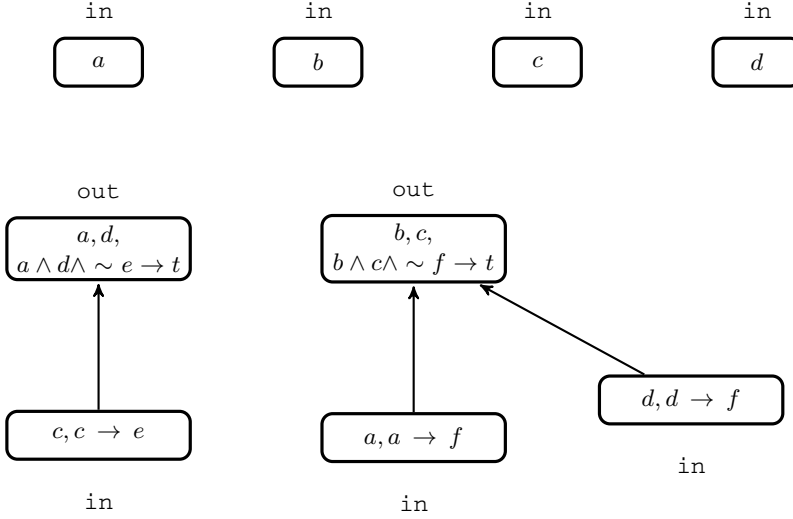 in in in in
a b c d
out out
a, d, b, c,
a ∧ d∧ ∼ e → t b ∧ c∧ ∼ f → t
d, d → f
c, c → e a, a → f
in
in in